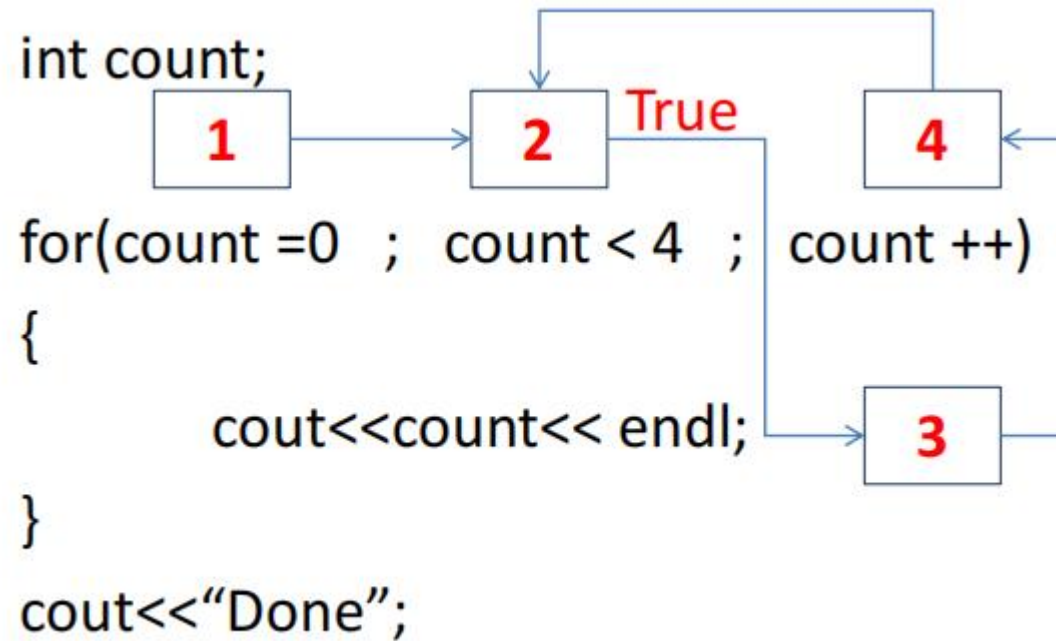 int count;
1 2 True 4
for(count =0 ; count < 4 ; count ++)
{
cout<<count<< endl; 3
}
cout<<“Done”;